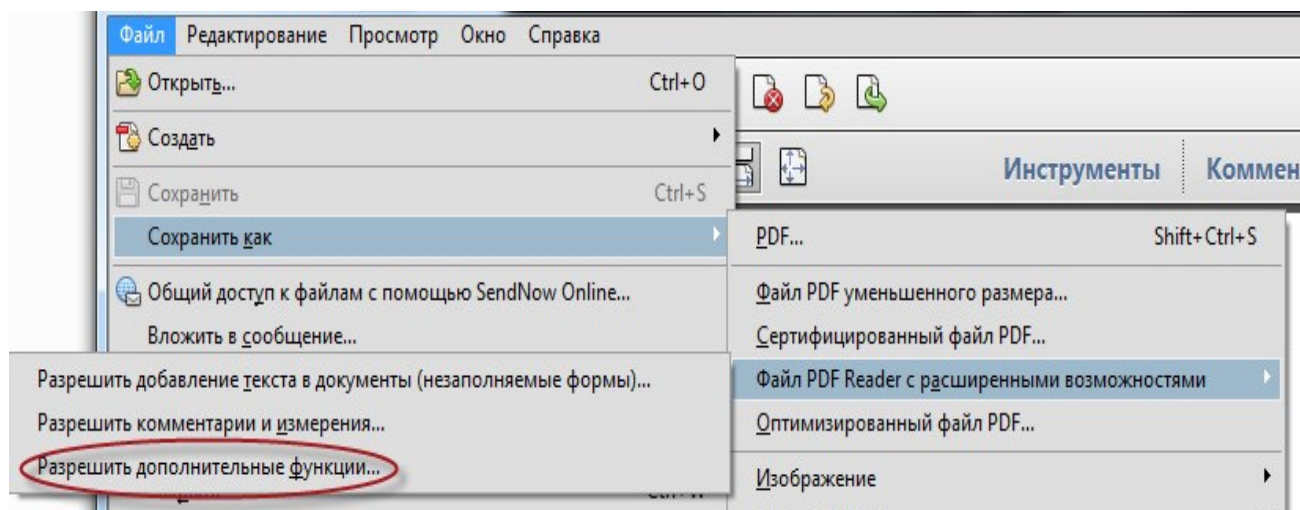 Файл Редактирование Просмотр Окно Справка
Открыть... Ctrl+O
Создать
Инструменты Коммен
Сохранить Ctrl+S
Сохранить как
PDF... Shift+Ctrl+S
Общий доступ к файлам с помощью SendNow Online...
Файл PDF уменьшенного размера...
Вложить в сообщение...
Сертифицированный файл PDF...
Разрешить добавление текста в документы (незаполняемые формы)...
Файл PDF Reader с расширенными возможностями
Разрешить комментарии и измерения...
Оптимизированный файл PDF...
Разрешить дополнительные функции...
Изображение